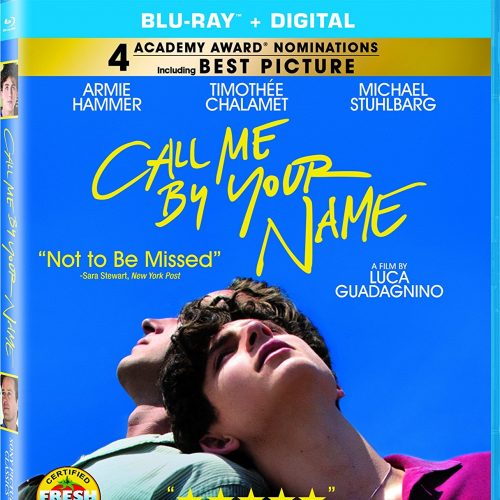 BLU-RAY™ + DIGITAL
4 ACADEMY AWARD® NOMINATIONS
Including BEST PICTURE
ARMIE HAMMER
TIMOTHÉE CHALAMET
MICHAEL STUHLBARG
CALL ME
BY YOUR
NAME
"Not to Be Missed"
-Sara Stewart, New York Post
A FILM BY
LUCA
GUADAGNINO
CALL ME BY YOUR NAME
CERTIFIED
FRESH